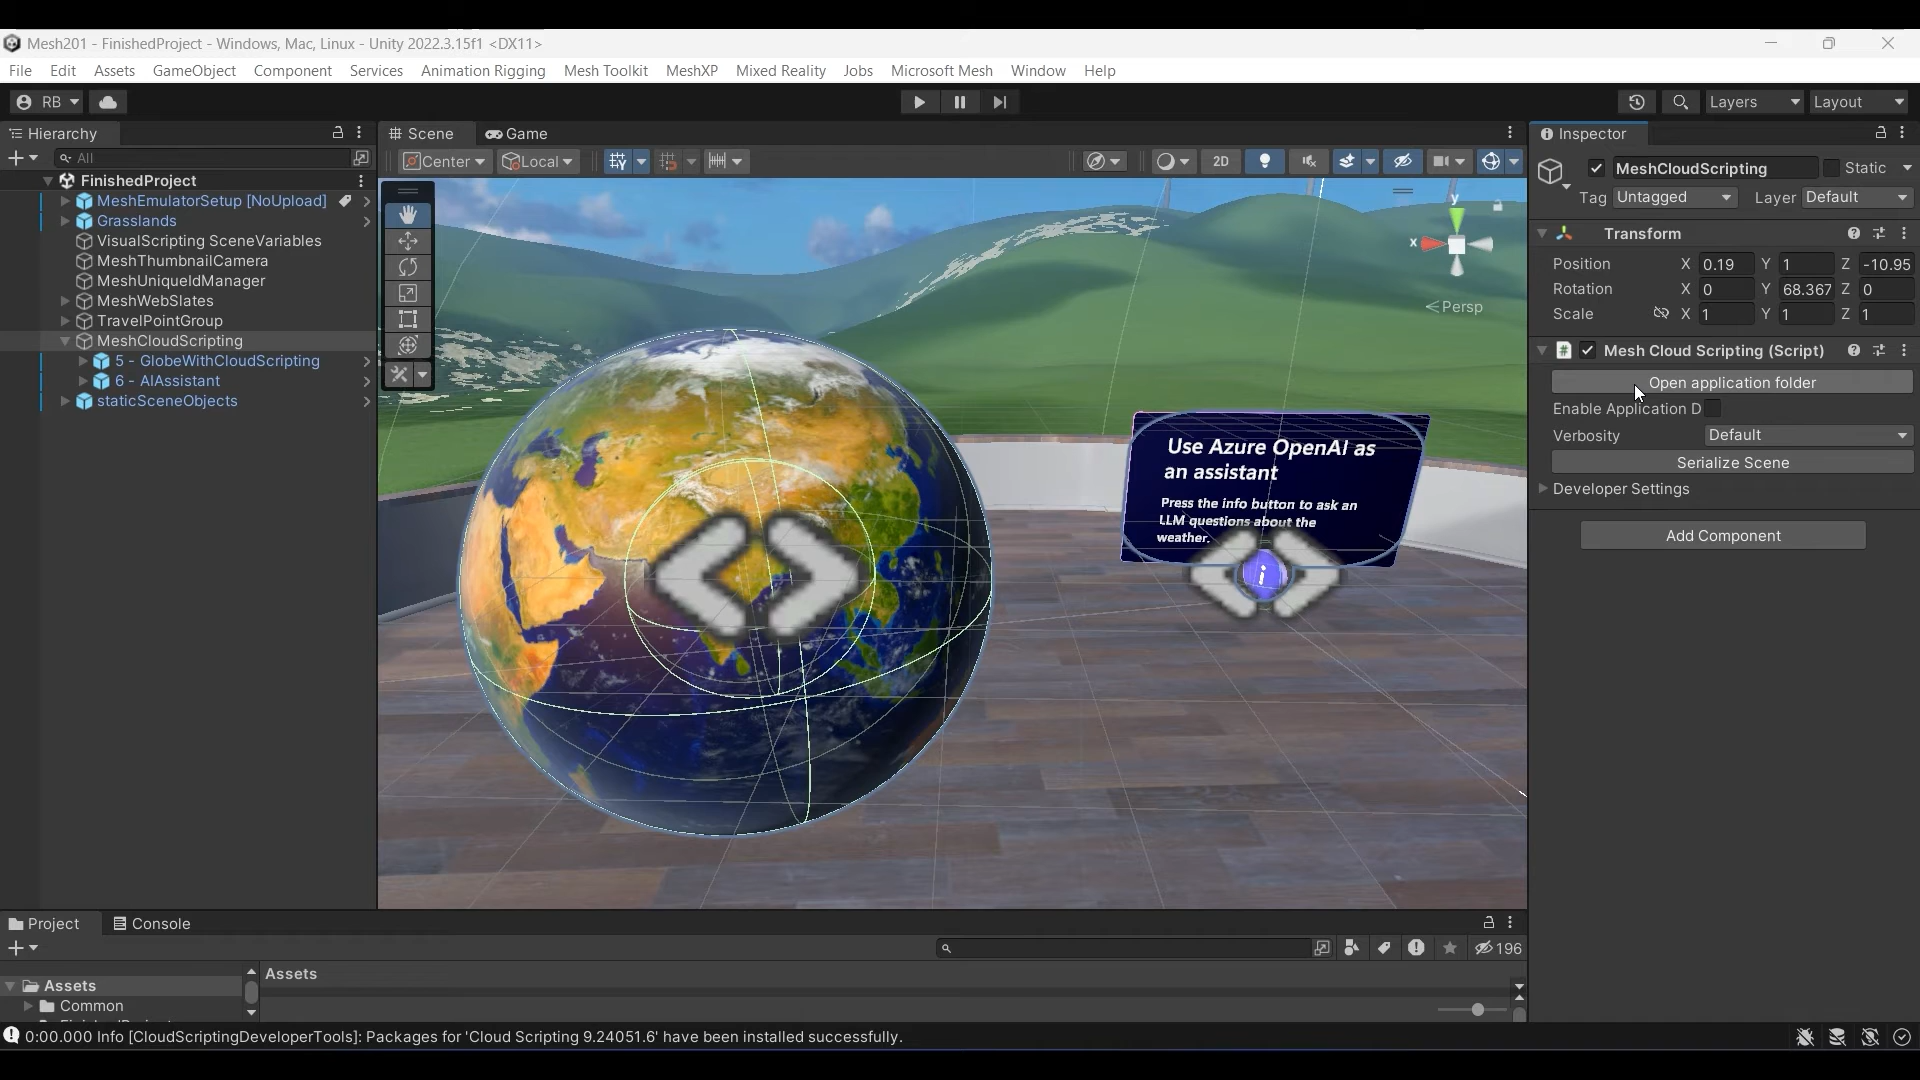 Mesh201 - FinishedProject - Windows, Mac, Linux - Unity 2022.3.15f1 <DX11>
File Edit Assets GameObject Component Services Animation Rigging Mesh Toolkit MeshXP Mixed Reality Jobs Microsoft Mesh Window Help
RB Layers Layout
Hierarchy
All
FinishedProject
MeshEmulatorSetup [NoUpload]
Grasslands
VisualScripting SceneVariables
MeshThumbnailCamera
MeshUniqueIdManager
MeshWebSlates
TravelPointGroup
MeshCloudScripting
5 - GlobeWithCloudScripting
6 - AIAssistant
staticSceneObjects
Scene Game
Center Local 2D
y
x
Persp
Use Azure OpenAI as
an assistant
Press the info button to ask an
LLM questions about the
weather.
i
Inspector
MeshCloudScripting Static
Tag Untagged Layer Default
Transform
Position X 0.19 Y 1 Z -10.95
Rotation X 0 Y 68.367 Z 0
Scale X 1 Y 1 Z 1
# Mesh Cloud Scripting (Script)
Open application folder
Enable Application D
Verbosity Default
Serialize Scene
Developer Settings
Add Component
Project Console
196
Assets Assets
Common
0:00.000 Info [CloudScriptingDeveloperTools]: Packages for 'Cloud Scripting 9.24051.6' have been installed successfully.